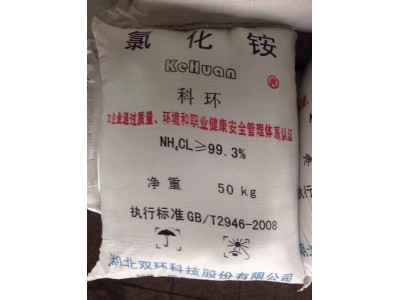 氯化铵
KeHuan
®
科环
本企业通过质量、环境和职业健康安全管理体系认证
NH₄CL≥99.3%
净重 50kg
执行标准GB/T2946-2008
湖北双环科技股份有限公司